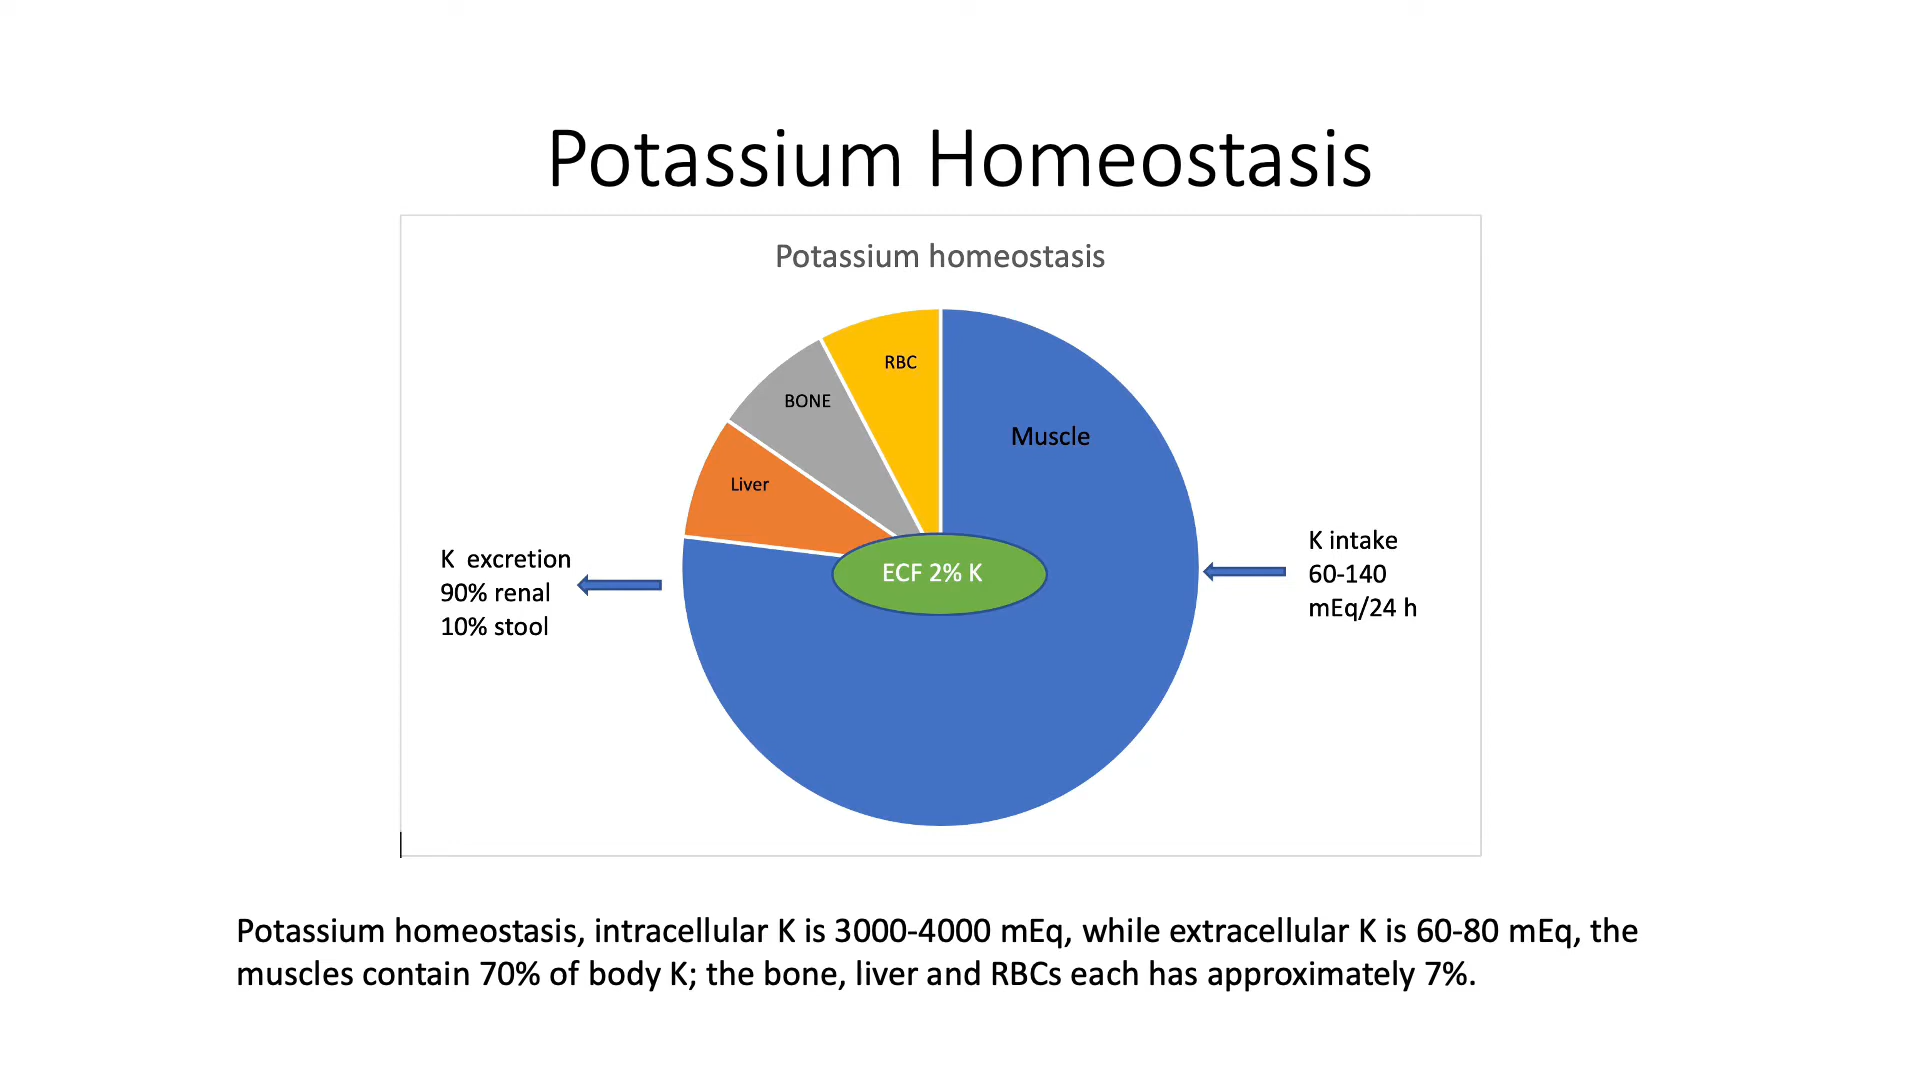 Potassium Homeostasis
Potassium homeostasis
RBC
BONE
Muscle
Liver
K excretion
90% renal
10% stool
ECF 2% K
K intake
60-140
mEq/24 h
Potassium homeostasis, intracellular K is 3000-4000 mEq, while extracellular K is 60-80 mEq, the
muscles contain 70% of body K; the bone, liver and RBCs each has approximately 7%.